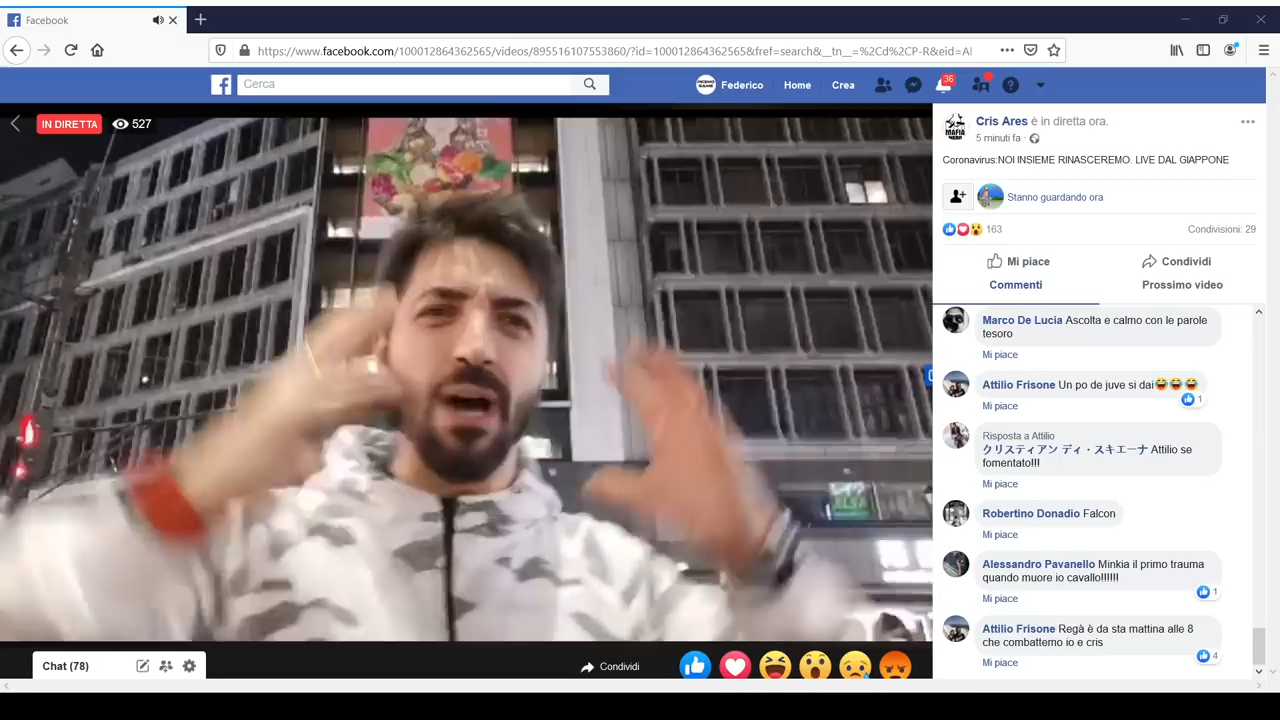 Facebook
https://www.facebook.com/100012864362565/videos/895516107553860/?id=100012864362565&fref=search&__tn__=%2Cd%2CP-R&eid=A
Cerca
Federico
Home
Crea
36
IN DIRETTA
527
Cris Ares è in diretta ora.
5 minuti fa ·
Coronavirus:NOI INSIEME RINASCEREMO. LIVE DAL GIAPPONE
Stanno guardando ora
163
Condivisioni: 29
Mi piace
Condividi
Commenti
Prossimo video
Marco De Lucia Ascolta e calmo con le parole
tesoro
Mi piace
Attilio Frisone Un po de juve si dai😂😂😂
1
Mi piace
Risposta a Attilio
クリスティアン ディ・スキエーナ Attilio se
fomentato!!!
Mi piace
Robertino Donadio Falcon
Mi piace
Alessandro Pavanello Minkia il primo trauma
quando muore io cavallo!!!!!!
1
Mi piace
Attilio Frisone Regà è da sta mattina alle 8
che combattemo io e cris
4
Mi piace
Chat (78)
Condividi
MAFIA